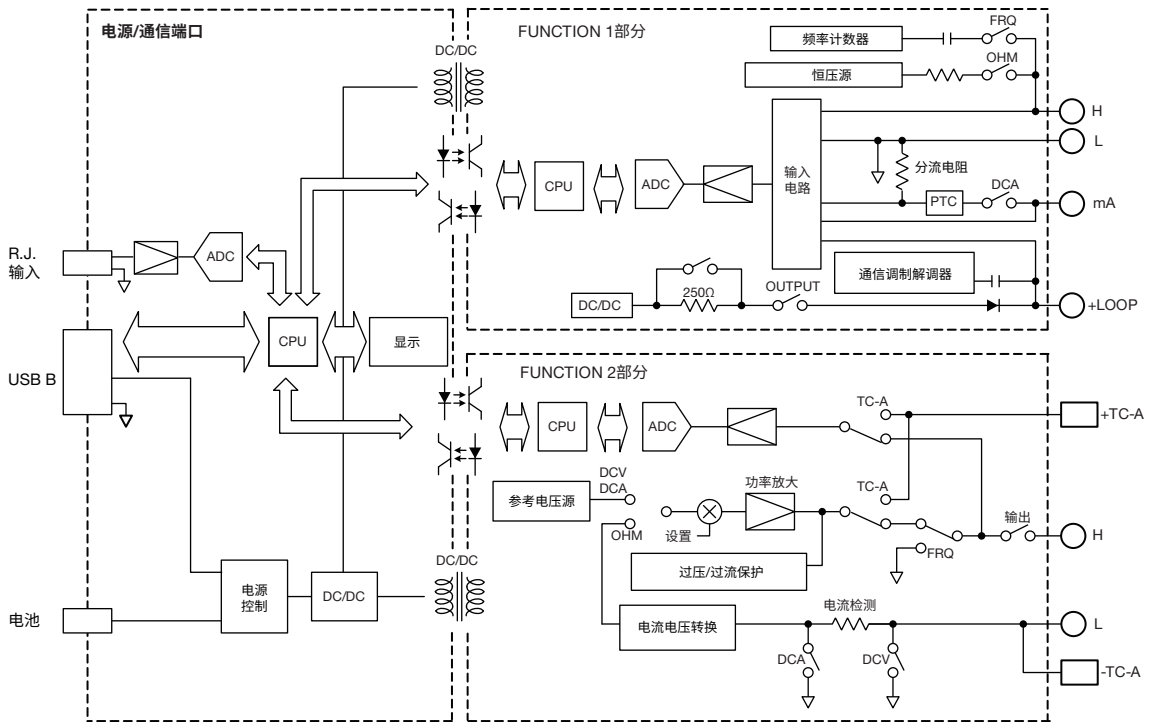 电源/通信端口
R.J.
输入
ADC
USB B
CPU
显示
电池
电源
控制
DC/DC
DC/DC
DC/DC
FUNCTION 1部分
频率计数器
FRQ
恒压源
OHM
CPU
ADC
输入
电路
H
L
分流电阻
PTC
DCA
mA
通信调制解调器
DC/DC
250Ω
OUTPUT
+LOOP
FUNCTION 2部分
CPU
ADC
TC-A
+TC-A
参考电压源
DCV
DCA
OHM
设置
功率放大
TC-A
过压/过流保护
FRQ
输出
H
电流电压转换
电流检测
DCA
DCV
L
-TC-A